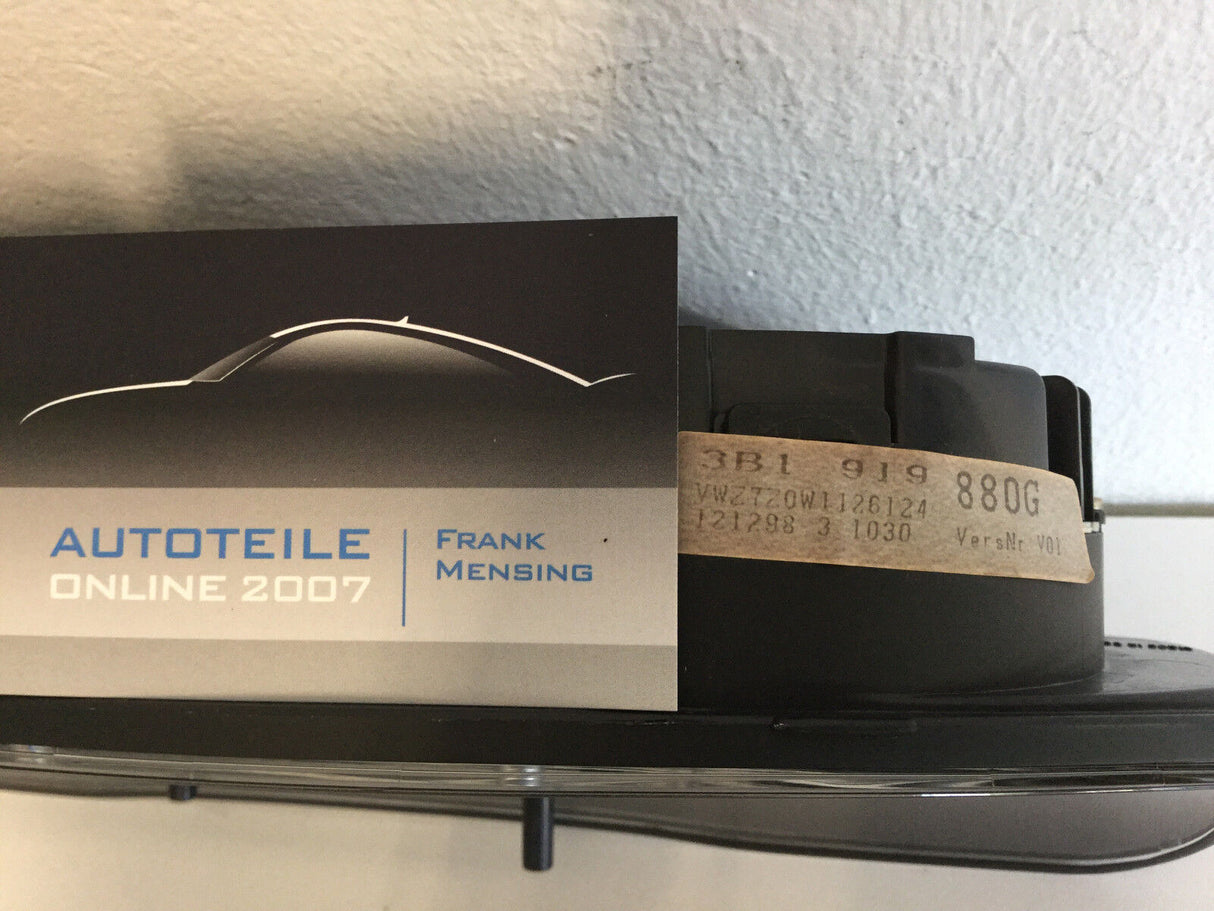 AUTOTEILE
ONLINE 2007
FRANK
MENSING
3B1 919 880G
VWZ7Z0W1126124
121298 3 1030 VersNr V01